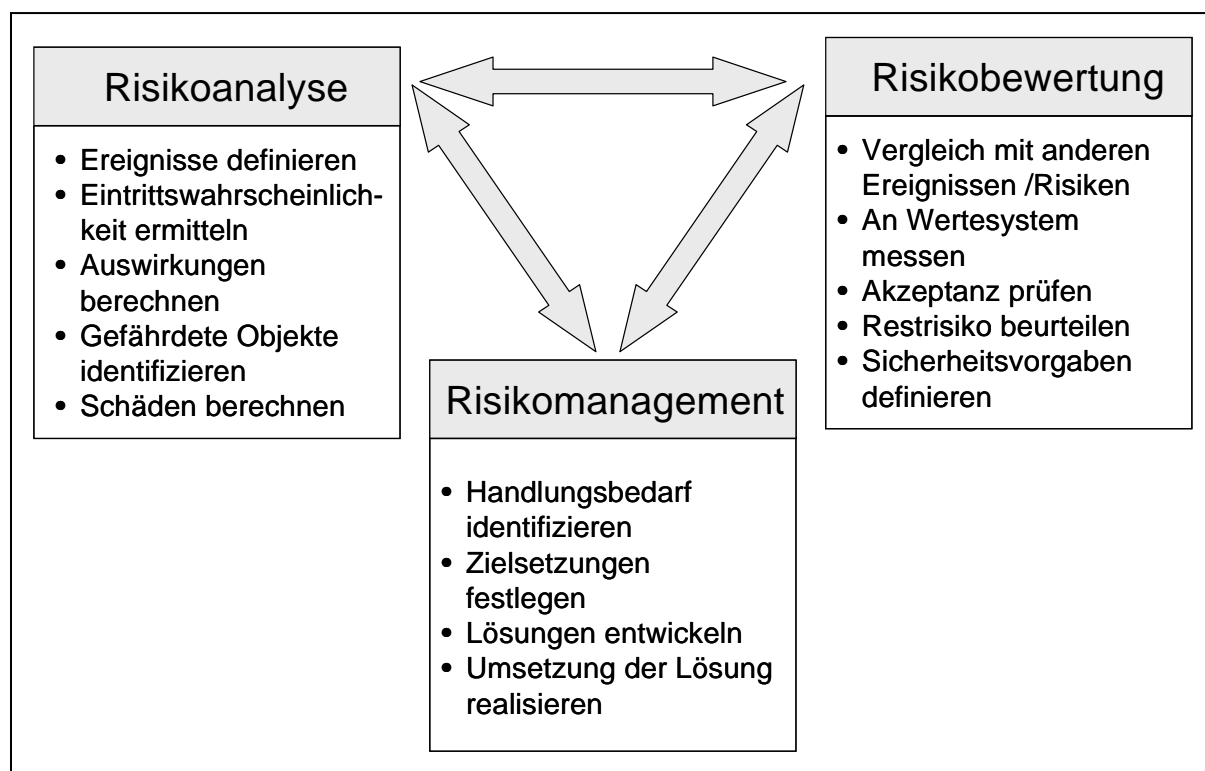 Risikoanalyse
• Ereignisse definieren
• Eintrittswahrscheinlich-
keit ermitteln
• Auswirkungen
berechnen
• Gefährdete Objekte
identifizieren
• Schäden berechnen
Risikobewertung
• Vergleich mit anderen
Ereignissen /Risiken
• An Wertesystem
messen
• Akzeptanz prüfen
• Restrisiko beurteilen
• Sicherheitsvorgaben
definieren
Risikomanagement
• Handlungsbedarf
identifizieren
• Zielsetzungen
festlegen
• Lösungen entwickeln
• Umsetzung der Lösung
realisieren